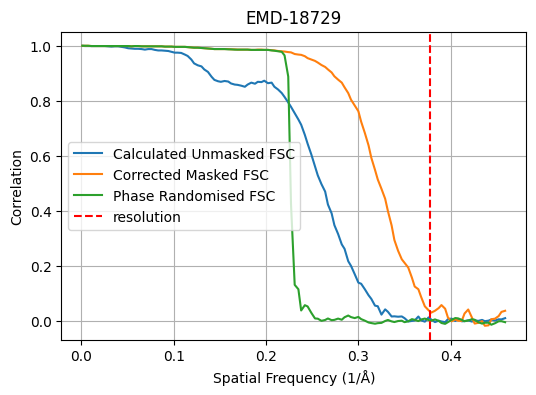 EMD-18729
1.0
0.8
0.6
0.4
0.2
0.0
Correlation
Calculated Unmasked FSC
Corrected Masked FSC
Phase Randomised FSC
resolution
0.0 0.1 0.2 0.3 0.4
Spatial Frequency (1/Å)